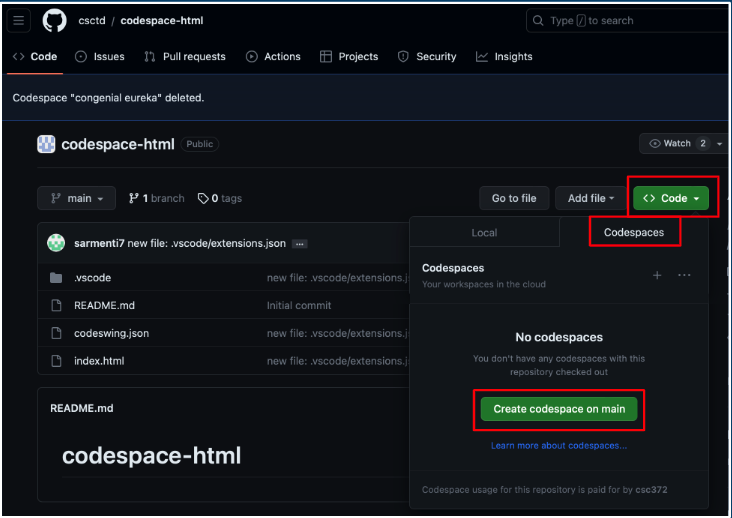 csctd / codespace-html
Type / to search
<> Code Issues Pull requests Actions Projects Security Insights
Codespace "congenial eureka" deleted.
codespace-html Public
Watch 2
main 1 branch 0 tags Go to file Add file <> Code
Local Codespaces
sarmenti7 new file: .vscode/extensions.json ...
.vscode new file: .vscode/extensions.j
README.md Initial commit
codeswing.json new file: .vscode/extensions.j
index.html new file: .vscode/extensions.j
Codespaces
Your workspaces in the cloud
No codespaces
You don't have any codespaces with this
repository checked out
Create codespace on main
Learn more about codespaces...
Codespace usage for this repository is paid for by csc372
README.md
codespace-html